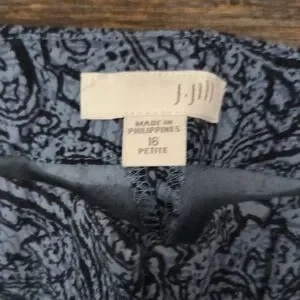 J.Jill
MADE IN
PHILIPPINES
16
PETITE